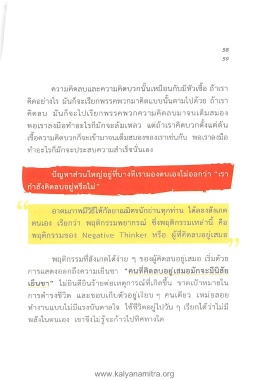 58
59
ความคิดลบและความคิดบวกนั้นเหมือนกับมีหัวเชื้อ ถ้าเรา
คิดอย่างไร มันก็จะเรียกพรรคพวกมาคิดแบบนั้นตามไปด้วย ถ้าเรา
คิดลบ มันก็จะไปเรียกพรรคพวกความคิดลบมาจนเต็มสมอง
พอเราลงมือทำอะไรก็มักจะล้มเหลว แต่ถ้าเราคิดบวกตั้งแต่ต้น
เชื้อความคิดบวกก็จะเข้ามาจนเต็มสมองของเราเช่นกัน พอเราลงมือ
ทำอะไรก็มักจะประสบความสำเร็จนั่นเอง
ปัญหาส่วนใหญ่อยู่ที่บางทีเรามองตนเองไม่ออกว่า "เรา
กำลังคิดลบอยู่หรือไม่"
อาตมภาพมีวิธีให้กัลยาณมิตรนักอ่านทุกท่าน ได้ลองสังเกต
ตนเอง เรียกว่า พฤติกรรมพยากรณ์ ซึ่งพฤติกรรมเหล่านี้ คือ
พฤติกรรมของ Negative Thinker หรือ ผู้ที่คิดลบอยู่เสมอ
พฤติกรรมที่สังเกตได้ง่าย ๆ ของผู้คิดลบอยู่เสมอ เริ่มด้วย
การแสดงออกถึงความเย็นชา "คนที่คิดลบอยู่เสมอมักจะมีนิสัย
เย็นชา" ไม่ยินดียินร้ายต่อเหตุการณ์ที่เกิดขึ้น ขาดเป้าหมายใน
การดำรงชีวิต และชอบเก็บตัวอยู่เงียบ ๆ คนเดียว เหม่อลอย
ทำงานแบบไม่มีแรงบันดาลใจ ใช้ชีวิตอยู่ไปวัน ๆ เรียกได้ว่าไม่มี
พลังในตนเอง เขาจึงไม่รู้จะก้าวไปทิศทางใด
www.kalyanamitra.org